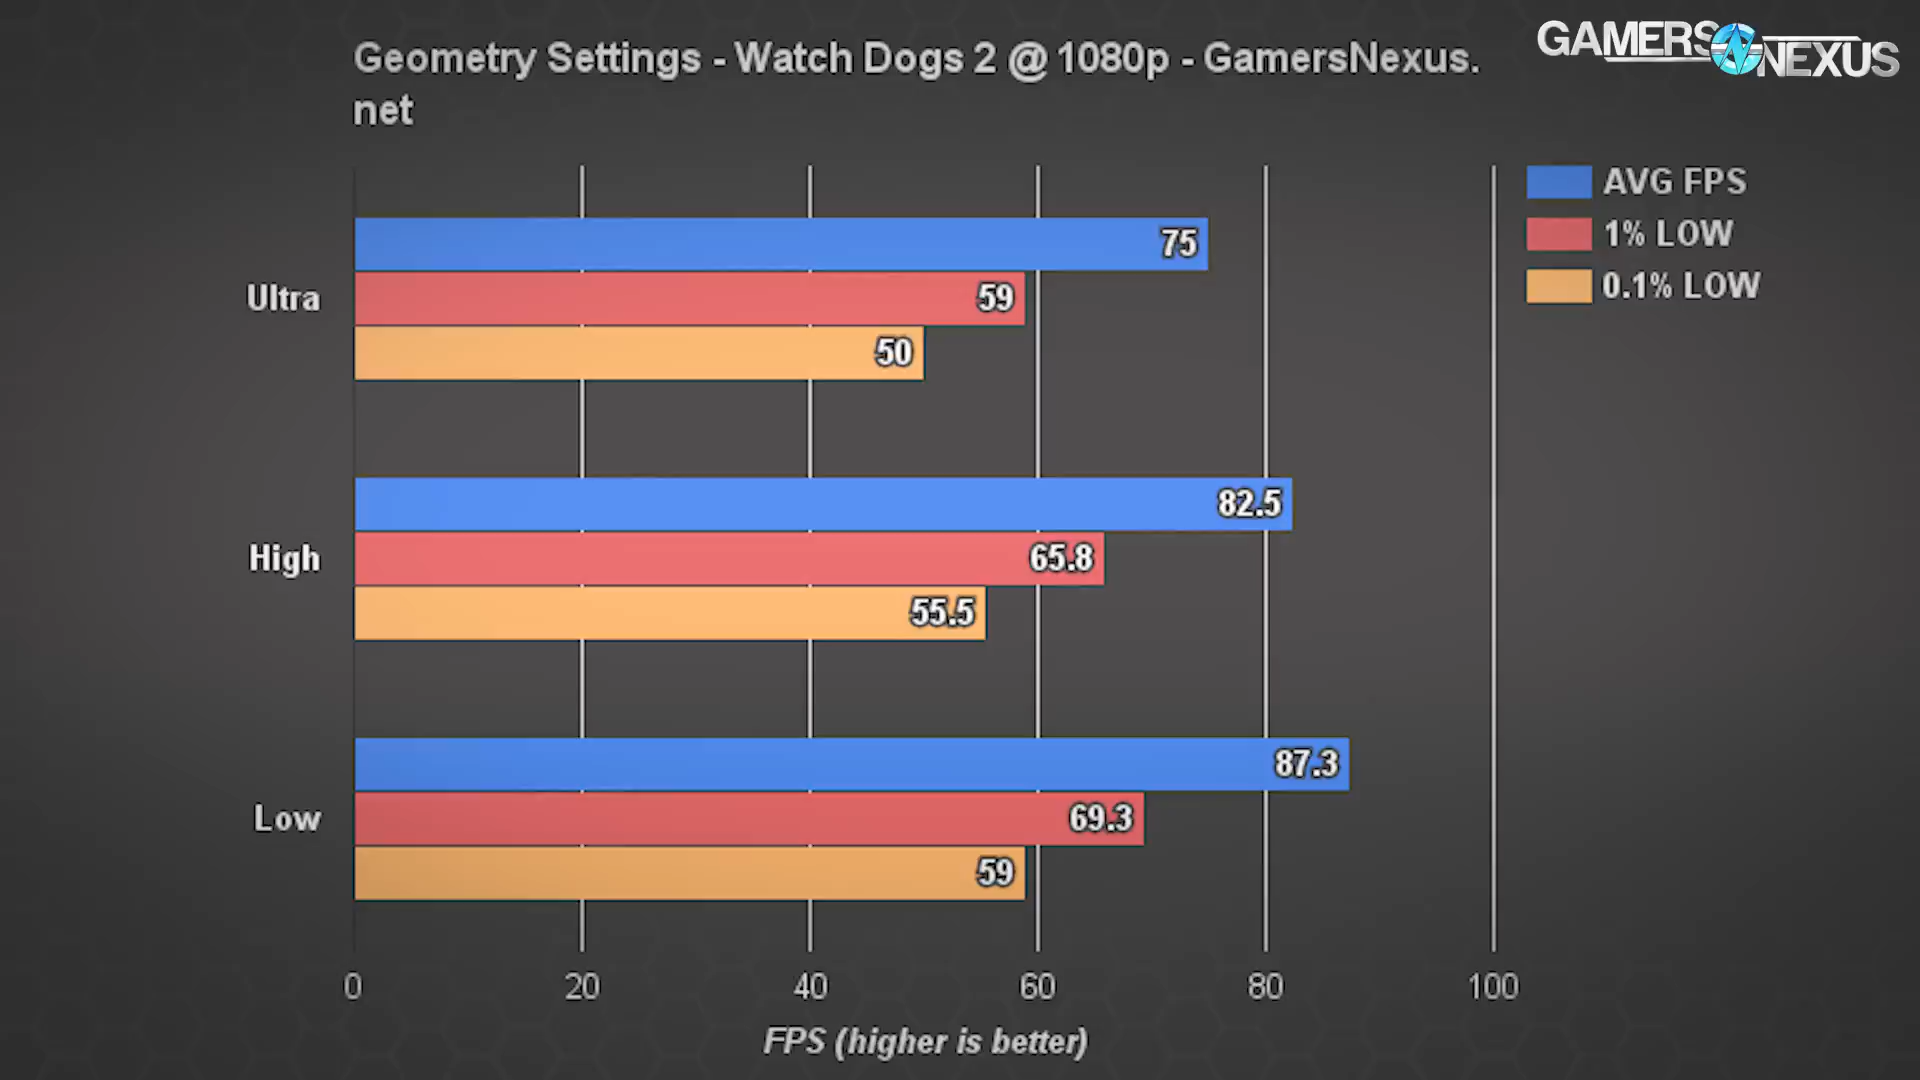 GAMERS NEXUS
Geometry Settings - Watch Dogs 2 @ 1080p - GamersNexus.
net
AVG FPS
1% LOW
0.1% LOW
Ultra
75
59
50
High
82.5
65.8
55.5
Low
87.3
69.3
59
0 20 40 60 80 100
FPS (higher is better)